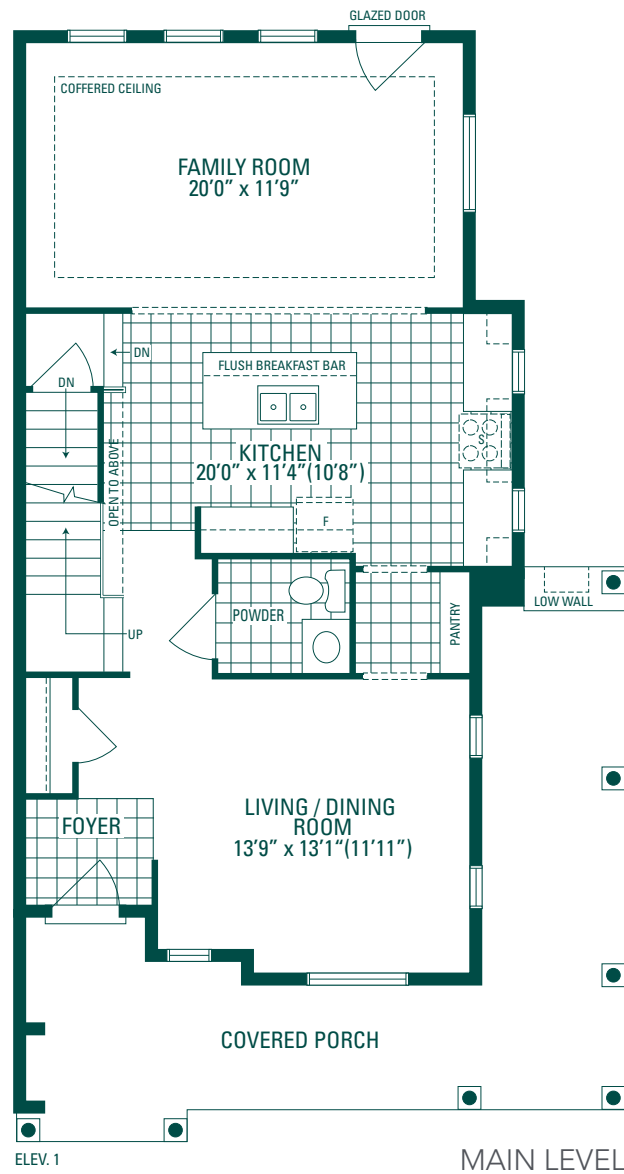 GLAZED DOOR
COFFERED CEILING
FAMILY ROOM
20'0" x 11'9"
DN
DN
FLUSH BREAKFAST BAR
OPEN TO ABOVE
KITCHEN
20'0" x 11'4"(10'8")
S
F
UP
POWDER
PANTRY
LOW WALL
FOYER
LIVING / DINING
ROOM
13'9" x 13'1"(11'11")
COVERED PORCH
ELEV. 1
MAIN LEVEL